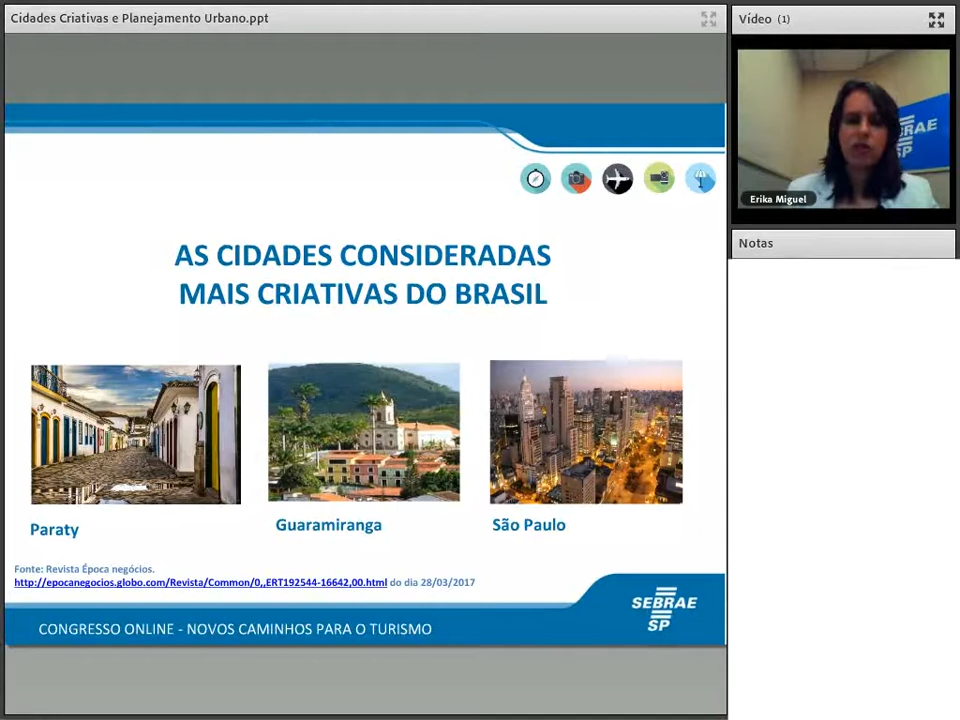 Cidades Criativas e Planejamento Urbano.ppt
Vídeo (1)
RAE
SP
Erika Miguel
Notas
AS CIDADES CONSIDERADAS
MAIS CRIATIVAS DO BRASIL
Paraty
Guaramiranga
São Paulo
Fonte: Revista Época negócios.
http://epocanegocios.globo.com/Revista/Common/0,,ERT192544-16642,00.html do dia 28/03/2017
SEBRAE
SP
CONGRESSO ONLINE - NOVOS CAMINHOS PARA O TURISMO